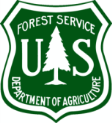 FOREST SERVICE
U S
DEPARTMENT OF AGRICULTURE